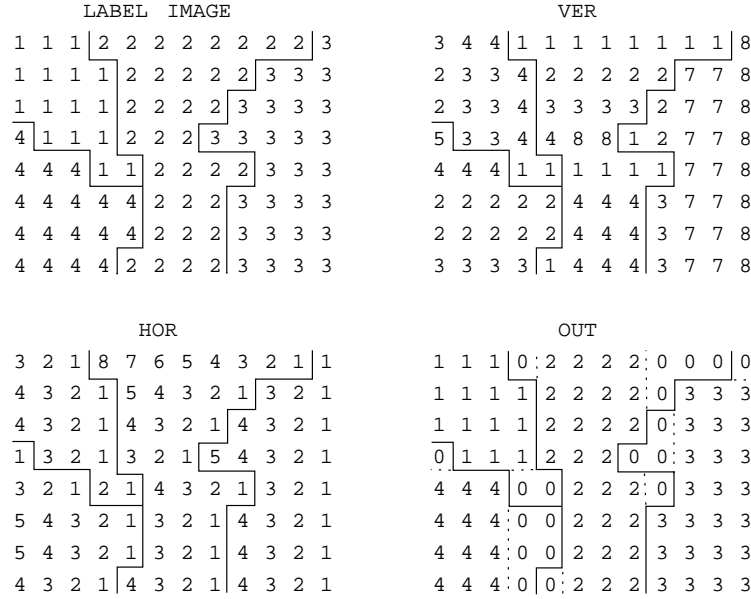 LABEL IMAGE VER
1 1 1 2 2 2 2 2 2 2 2 3 3 4 4 1 1 1 1 1 1 1 1 8
1 1 1 1 2 2 2 2 2 3 3 3 2 3 3 4 2 2 2 2 2 7 7 8
1 1 1 1 2 2 2 2 3 3 3 3 2 3 3 4 3 3 3 3 2 7 7 8
4 1 1 1 2 2 2 3 3 3 3 3 5 3 3 4 4 8 8 1 2 7 7 8
4 4 4 1 1 2 2 2 2 3 3 3 4 4 4 1 1 1 1 1 1 7 7 8
4 4 4 4 4 2 2 2 3 3 3 3 2 2 2 2 2 4 4 4 3 7 7 8
4 4 4 4 4 2 2 2 3 3 3 3 2 2 2 2 2 4 4 4 3 7 7 8
4 4 4 4 2 2 2 2 3 3 3 3 3 3 3 3 1 4 4 4 3 7 7 8
HOR OUT
3 2 1 8 7 6 5 4 3 2 1 1 1 1 1 0 2 2 2 2 0 0 0 0
4 3 2 1 5 4 3 2 1 3 2 1 1 1 1 1 2 2 2 2 0 3 3 3
4 3 2 1 4 3 2 1 4 3 2 1 1 1 1 1 2 2 2 2 0 3 3 3
1 3 2 1 3 2 1 5 4 3 2 1 0 1 1 1 2 2 2 0 0 3 3 3
3 2 1 2 1 4 3 2 1 3 2 1 4 4 4 0 0 2 2 2 0 3 3 3
5 4 3 2 1 3 2 1 4 3 2 1 4 4 4 0 0 2 2 2 3 3 3 3
5 4 3 2 1 3 2 1 4 3 2 1 4 4 4 0 0 2 2 2 3 3 3 3
4 3 2 1 4 3 2 1 4 3 2 1 4 4 4 0 0 2 2 2 3 3 3 3